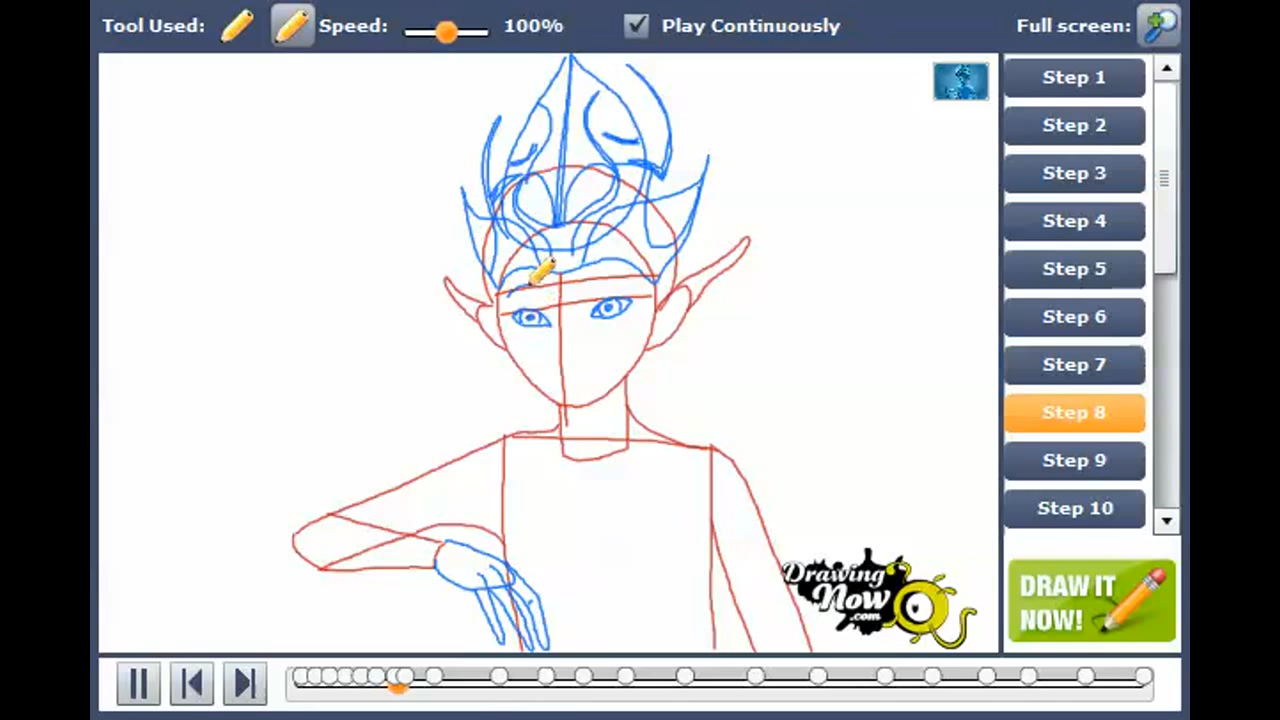 Tool Used:
Speed:
100%
Play Continuously
Full screen:
Step 1
Step 2
Step 3
Step 4
Step 5
Step 6
Step 7
Step 8
Step 9
Step 10
Drawing
Now
.com
DRAW IT
NOW!